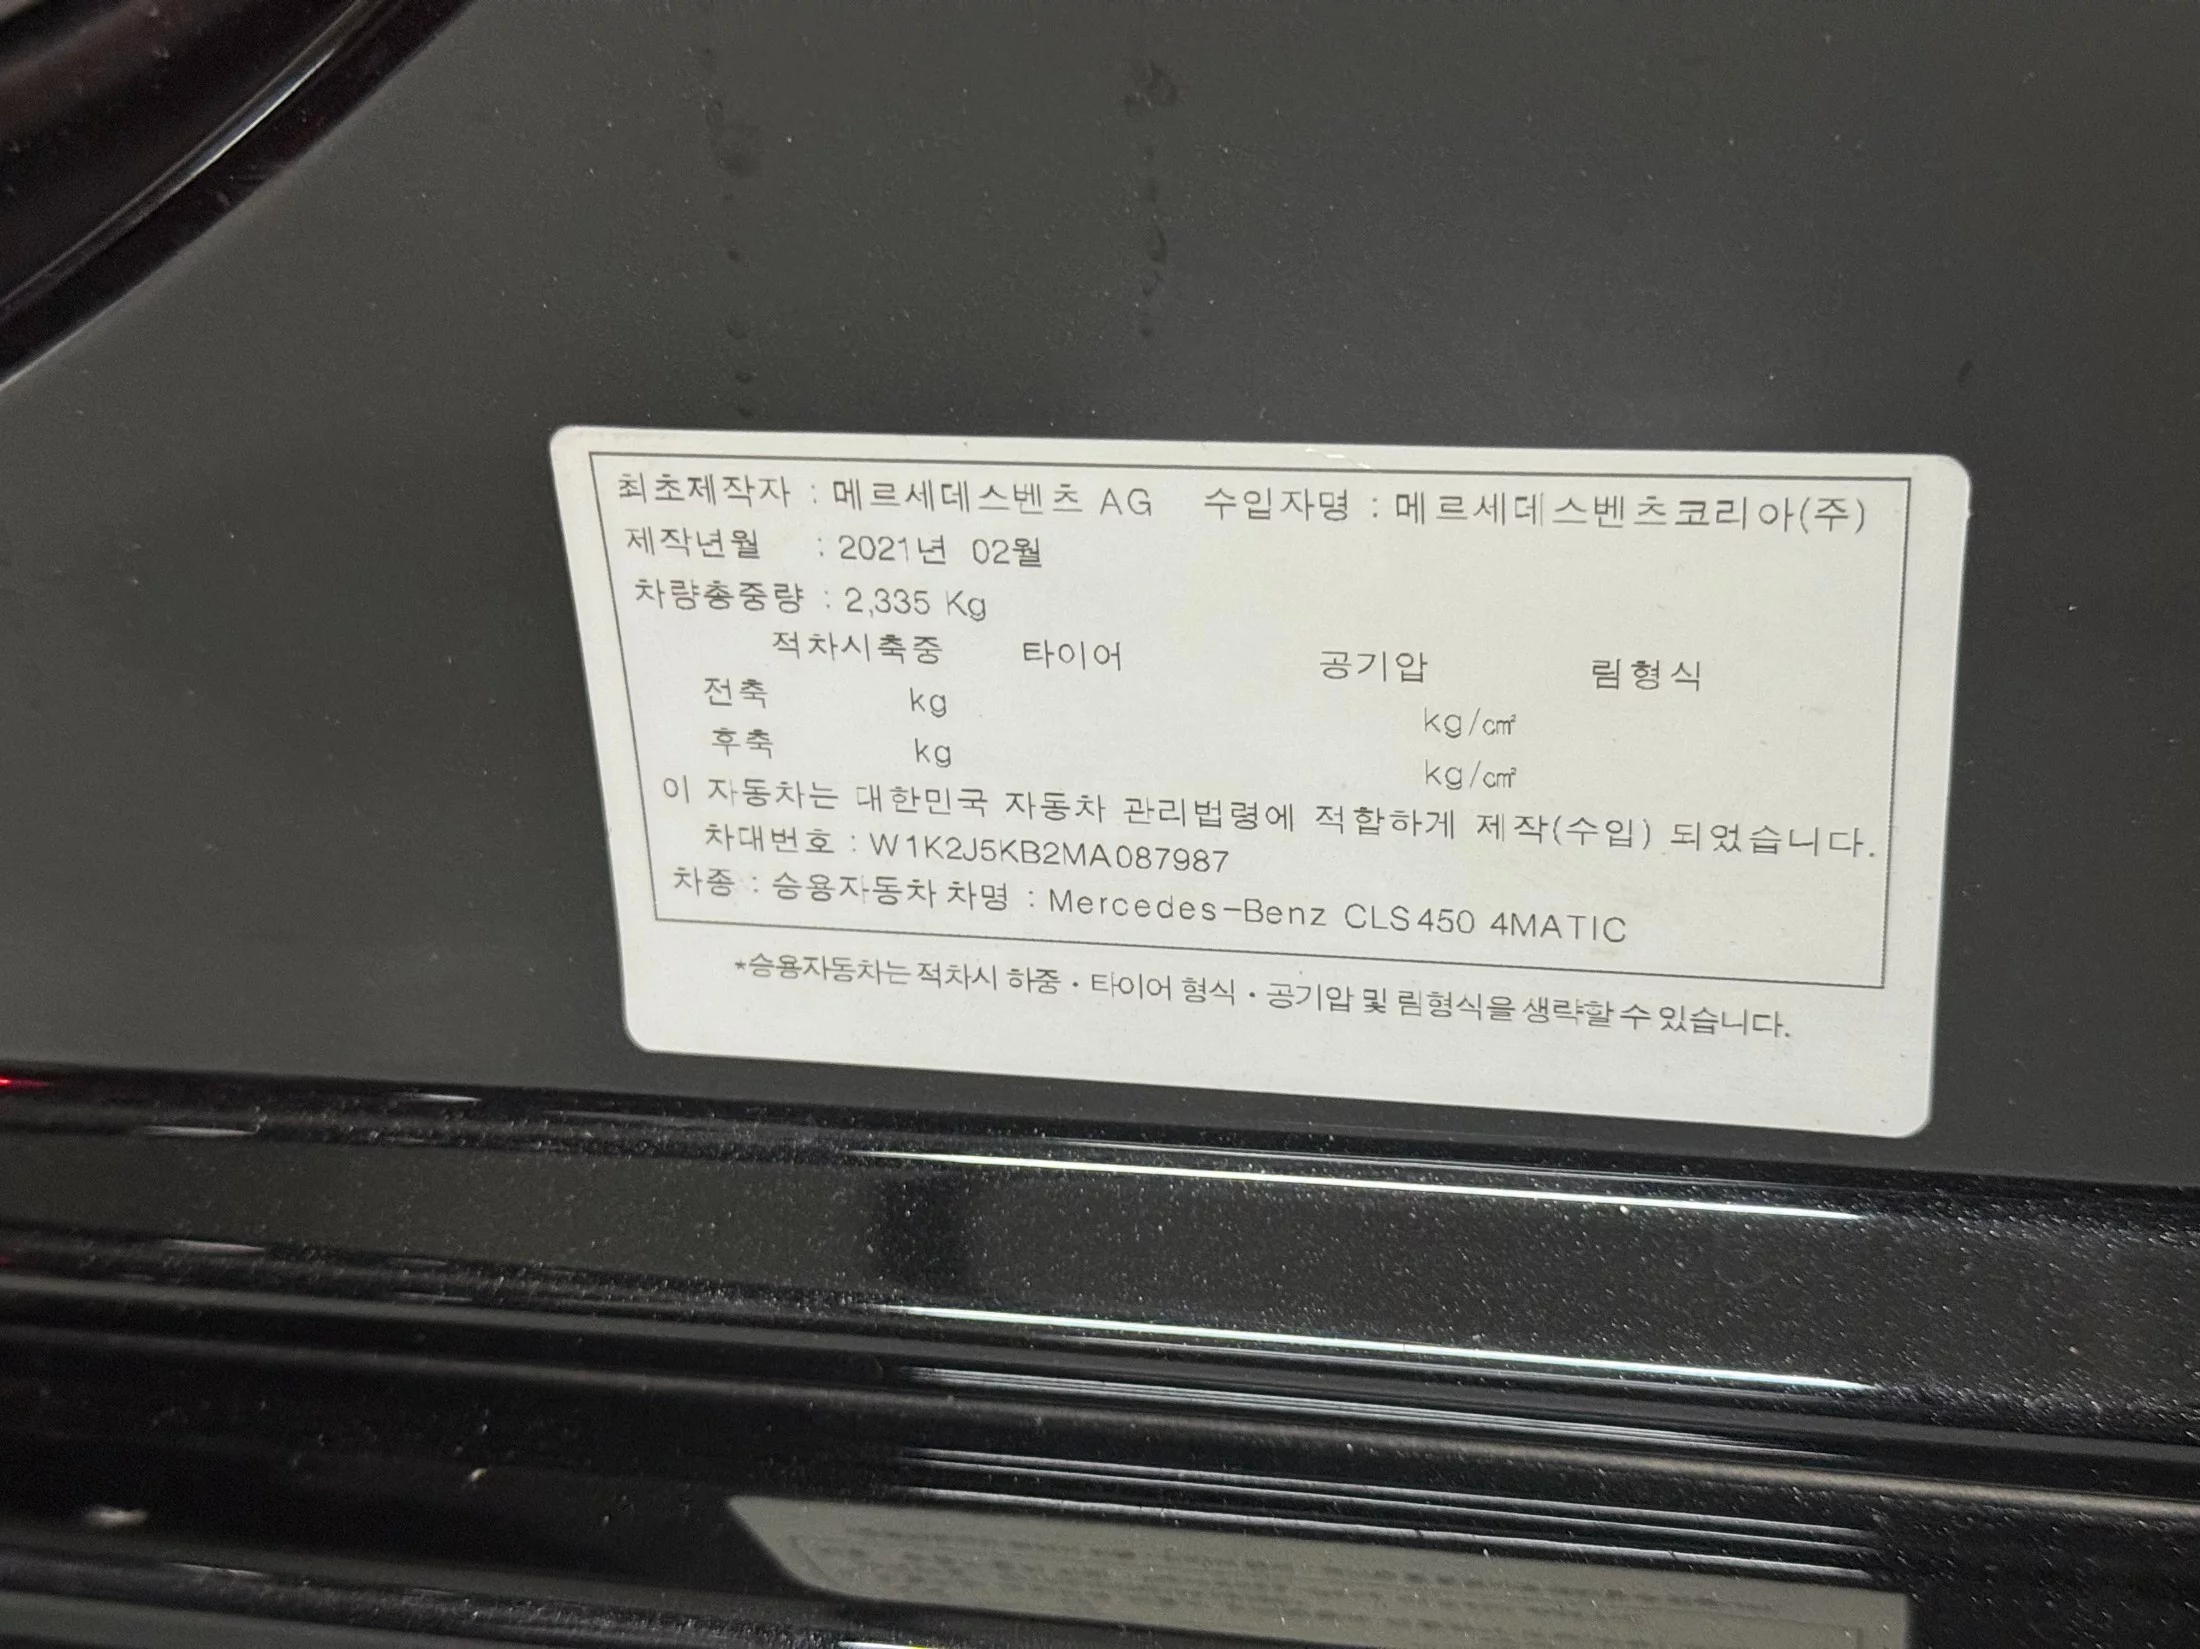 최초제작자 : 메르세데스벤츠 AG 수입자명 : 메르세데스벤츠코리아(주)
제작년월 : 2021년 02월
차량총중량 : 2,335 Kg
적차시축중 타이어 공기압 림형식
전축 kg kg/㎠
후축 kg kg/㎠
이 자동차는 대한민국 자동차 관리법령에 적합하게 제작(수입) 되었습니다.
차대번호 : W1K2J5KB2MA087987
차종 : 승용자동차 차명 : Mercedes-Benz CLS450 4MATIC
*승용자동차는 적차시 하중·타이어 형식·공기압 및 림형식을 생략할 수 있습니다.